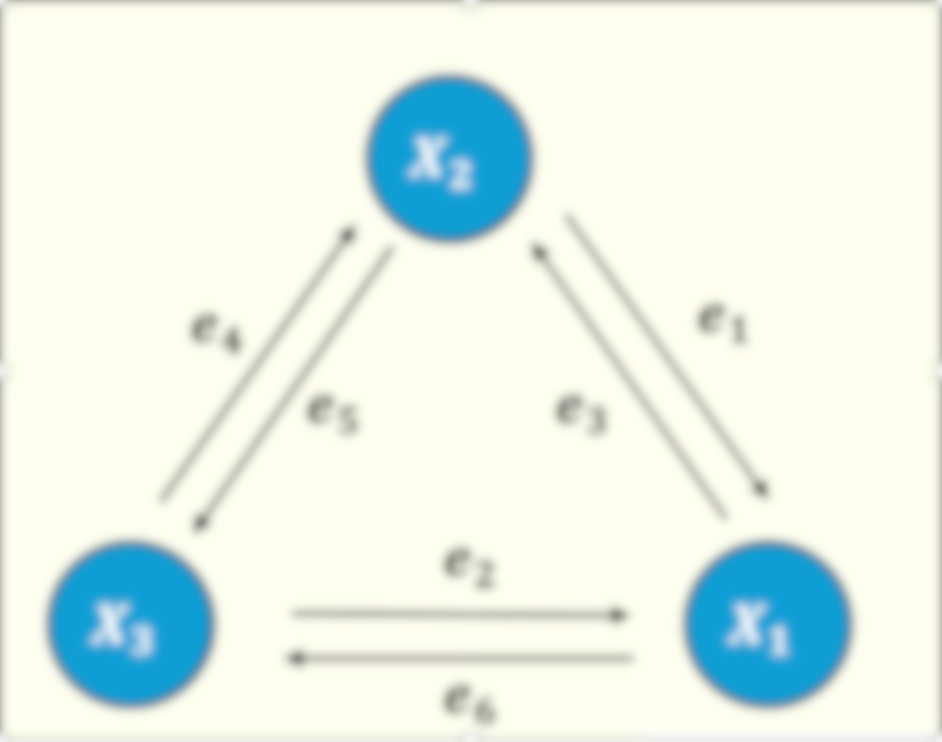 X₂
e₄
e₁
e₅
e₃
e₂
X₃
X₁
e₆